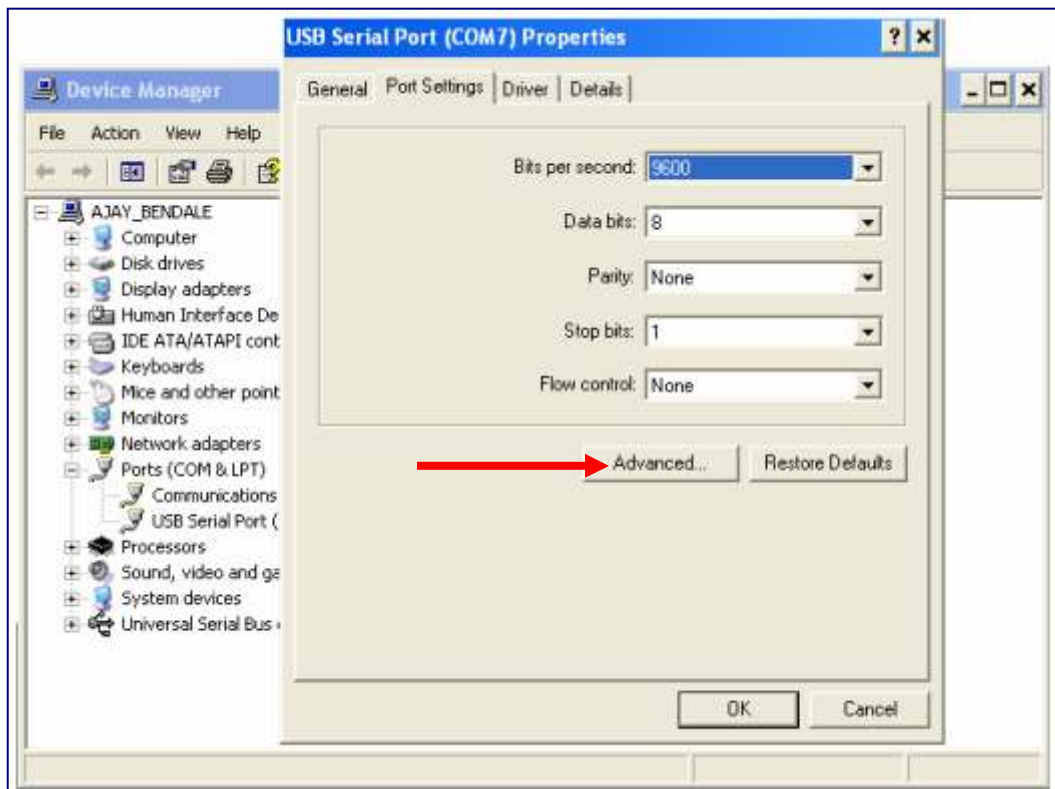 USB Serial Port (COM7) Properties
Device Manager
General Port Settings Driver Details
File Action View Help
Bits per second: 9600
Data bits: 8
Parity: None
Stop bits: 1
Flow control: None
Advanced... Restore Defaults
AJAY_BENDALE
Computer
Disk drives
Display adapters
Human Interface De
IDE ATA/ATAPI cont
Keyboards
Mice and other point
Monitors
Network adapters
Ports (COM & LPT)
Communications
USB Serial Port (
Processors
Sound, video and ga
System devices
Universal Serial Bus
OK Cancel